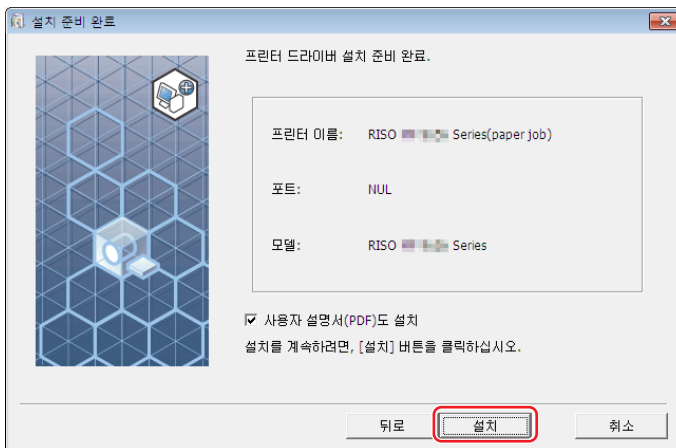 설치 준비 완료
프린터 드라이버 설치 준비 완료.
프린터 이름: RISO Series(paper job)
포트: NUL
모델: RISO Series
사용자 설명서(PDF)도 설치
설치를 계속하려면, [설치] 버튼을 클릭하십시오.
뒤로 설치 취소